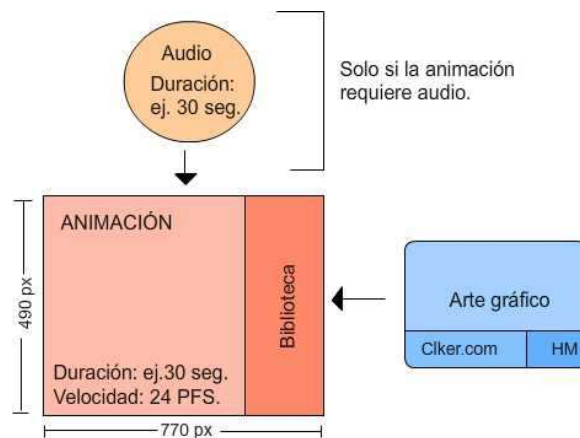 Audio
Duración:
ej. 30 seg.
Solo si la animación
requiere audio.
ANIMACIÓN
Duración: ej.30 seg.
Velocidad: 24 PFS.
Biblioteca
490 px
770 px
Arte gráfico
Clker.com
HM